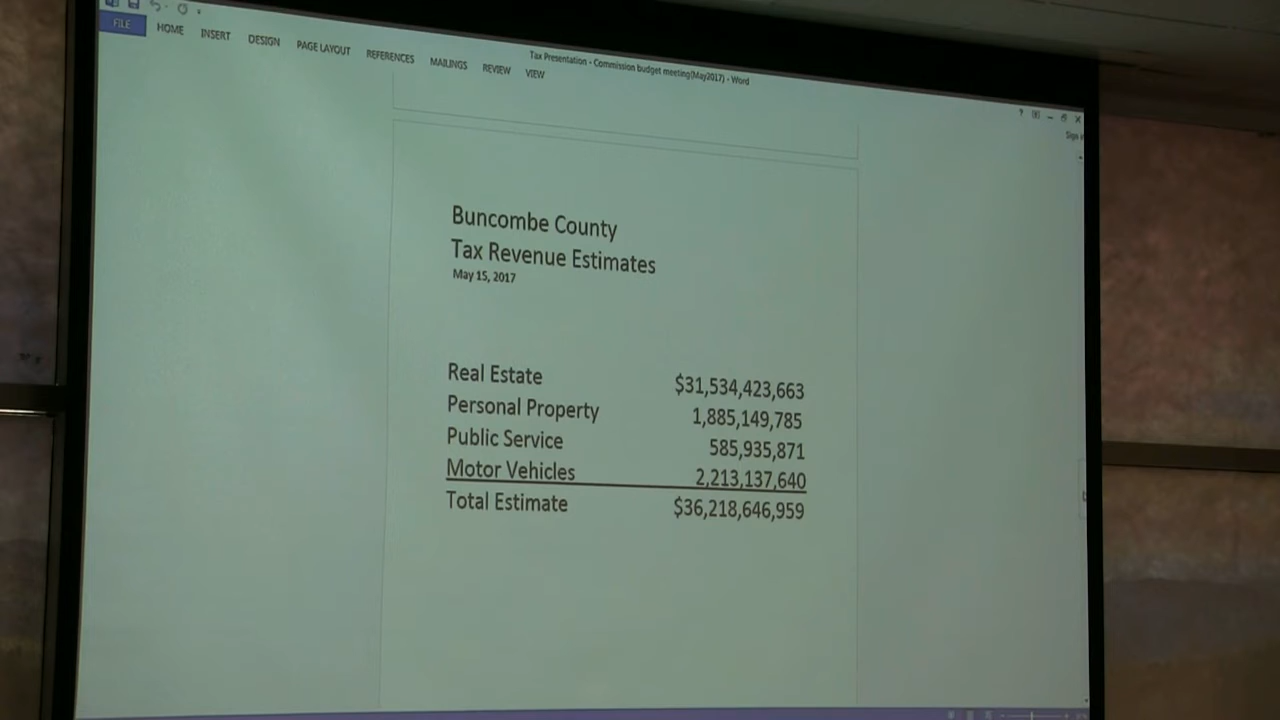 FILE HOME INSERT DESIGN PAGE LAYOUT REFERENCES MAILINGS REVIEW VIEW
Tax Presentation - Commission budget meeting(May2017) - Word
Sign
Buncombe County
Tax Revenue Estimates
May 15, 2017
Real Estate $31,534,423,663
Personal Property 1,885,149,785
Public Service 585,935,871
Motor Vehicles 2,213,137,640
Total Estimate $36,218,646,959